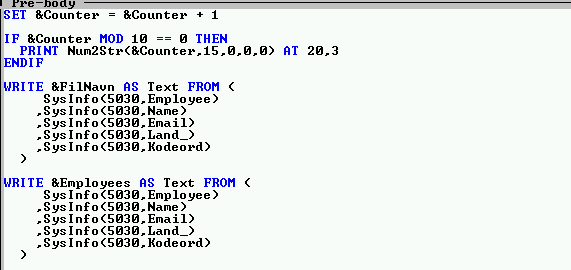 Pre-body
SET &Counter = &Counter + 1
IF &Counter MOD 10 == 0 THEN
PRINT Num2Str(&Counter,15,0,0,0) AT 20,3
ENDIF
WRITE &FilNavn AS Text FROM (
SysInfo(5030,Employee)
,SysInfo(5030,Name)
,SysInfo(5030,Email)
,SysInfo(5030,Land_)
,SysInfo(5030,Kodeord)
)
WRITE &Employees AS Text FROM (
SysInfo(5030,Employee)
,SysInfo(5030,Name)
,SysInfo(5030,Email)
,SysInfo(5030,Land_)
,SysInfo(5030,Kodeord)
)